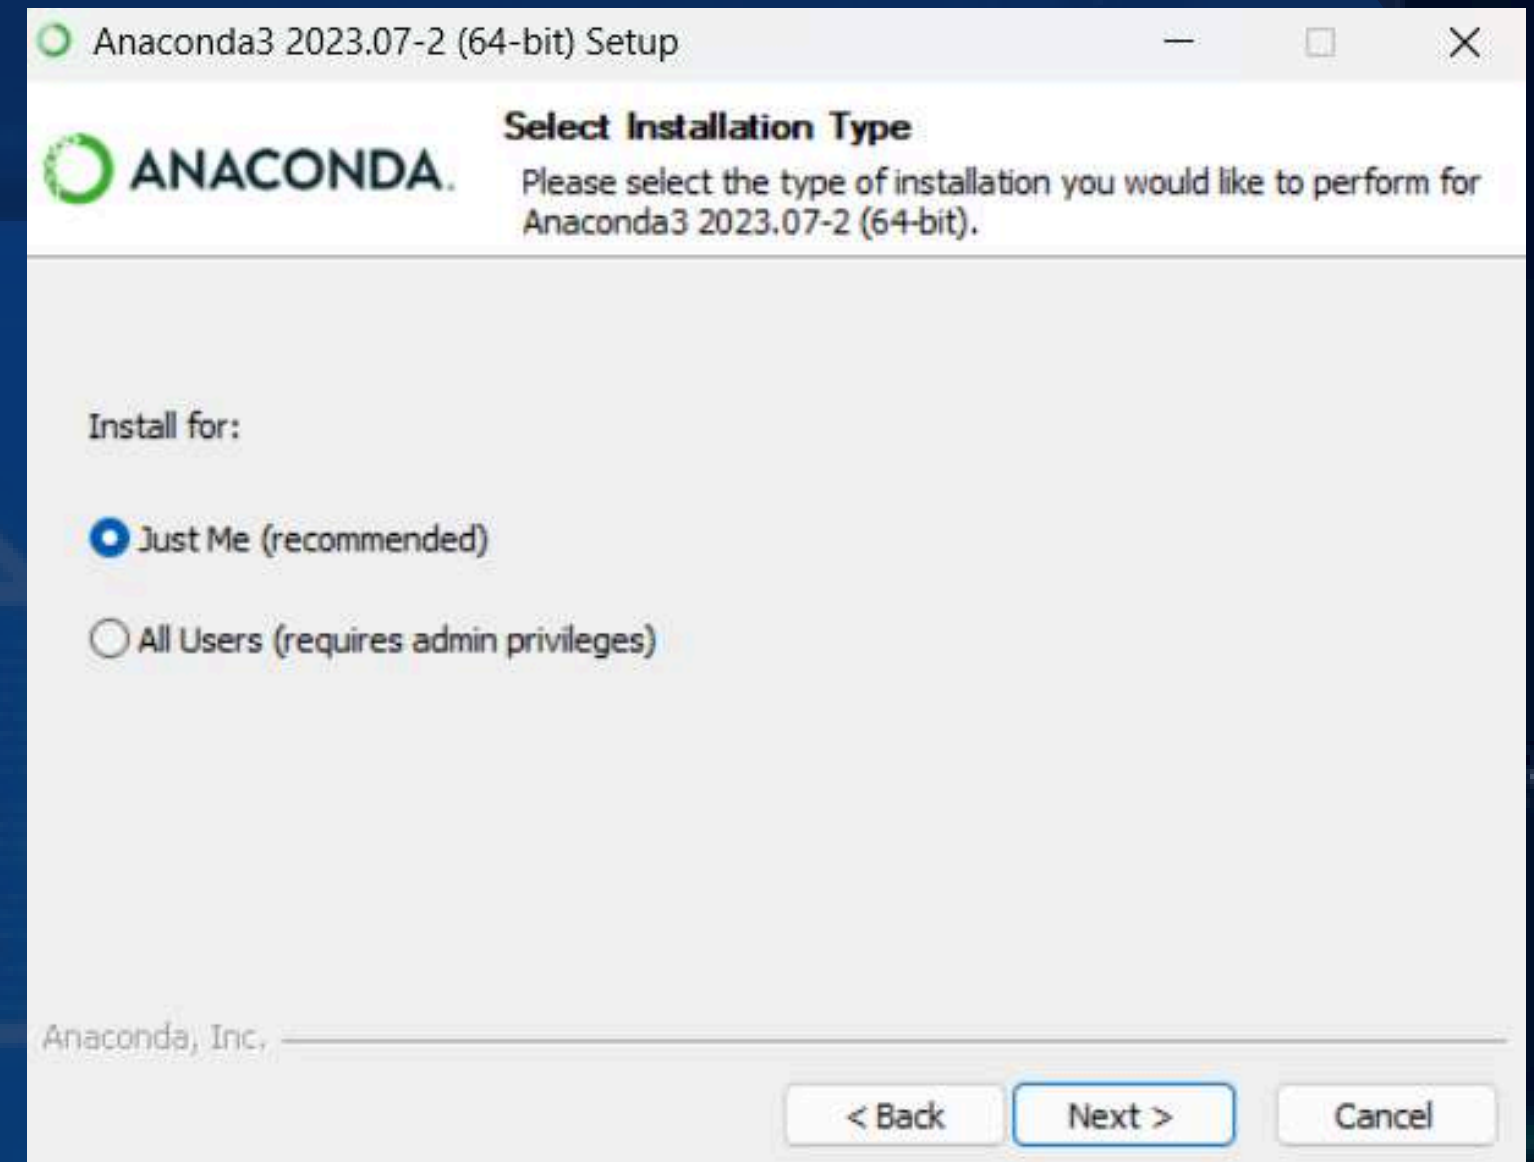 Anaconda3 2023.07-2 (64-bit) Setup
ANACONDA.
Select Installation Type
Please select the type of installation you would like to perform for
Anaconda3 2023.07-2 (64-bit).
Install for:
Just Me (recommended)
All Users (requires admin privileges)
Anaconda, Inc.
< Back
Next >
Cancel